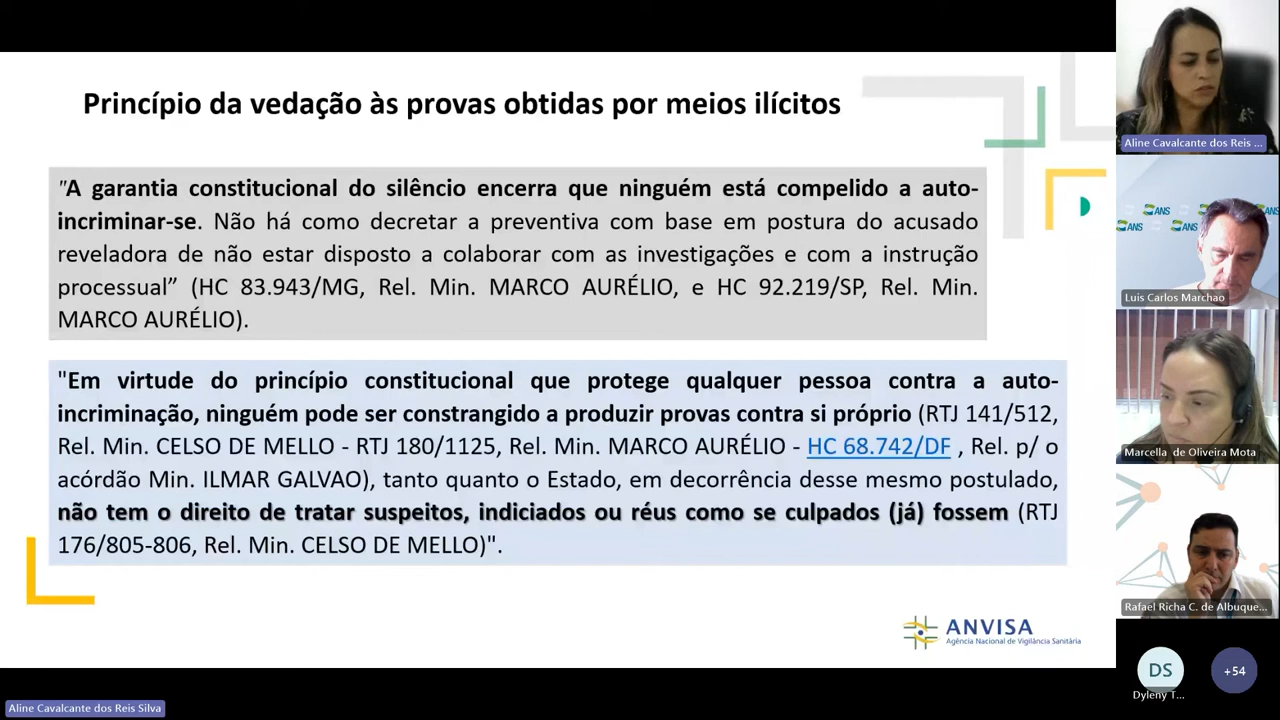 Princípio da vedação às provas obtidas por meios ilícitos
"A garantia constitucional do silêncio encerra que ninguém está compelido a auto-
incriminar-se. Não há como decretar a preventiva com base em postura do acusado
reveladora de não estar disposto a colaborar com as investigações e com a instrução
processual” (HC 83.943/MG, Rel. Min. MARCO AURÉLIO, e HC 92.219/SP, Rel. Min.
MARCO AURÉLIO).
"Em virtude do princípio constitucional que protege qualquer pessoa contra a auto-
incriminação, ninguém pode ser constrangido a produzir provas contra si próprio (RTJ 141/512,
Rel. Min. CELSO DE MELLO - RTJ 180/1125, Rel. Min. MARCO AURÉLIO - HC 68.742/DF , Rel. p/ o
acórdão Min. ILMAR GALVAO), tanto quanto o Estado, em decorrência desse mesmo postulado,
não tem o direito de tratar suspeitos, indiciados ou réus como se culpados (já) fossem (RTJ
176/805-806, Rel. Min. CELSO DE MELLO)".
ANVISA
Agência Nacional de Vigilância Sanitária
Aline Cavalcante dos Reis Silva
Aline Cavalcante dos Reis ...
ANS
ANS
ANS
ANS
ANS
Luis Carlos Marchao
Marcella de Oliveira Mota
Rafael Richa C. de Albuque...
DS
+54
Dyleny T...